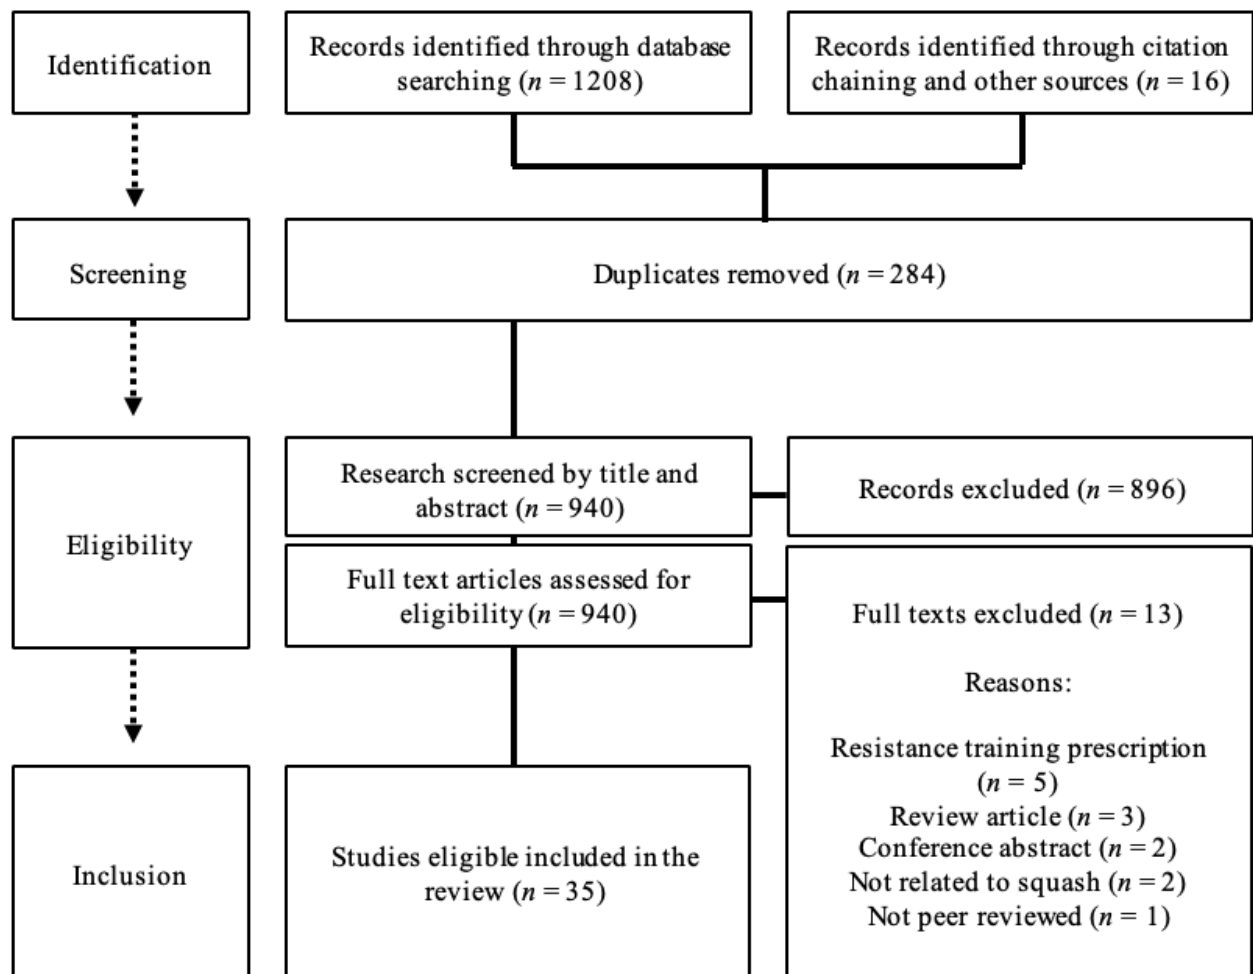 Identification
Records identified through database
searching (n = 1208)
Records identified through citation
chaining and other sources (n = 16)
Screening
Duplicates removed (n = 284)
Eligibility
Research screened by title and
abstract (n = 940)
Records excluded (n = 896)
Full text articles assessed for
eligibility (n = 940)
Full texts excluded (n = 13)
Reasons:
Resistance training prescription
(n = 5)
Review article (n = 3)
Conference abstract (n = 2)
Not related to squash (n = 2)
Not peer reviewed (n = 1)
Inclusion
Studies eligible included in the
review (n = 35)